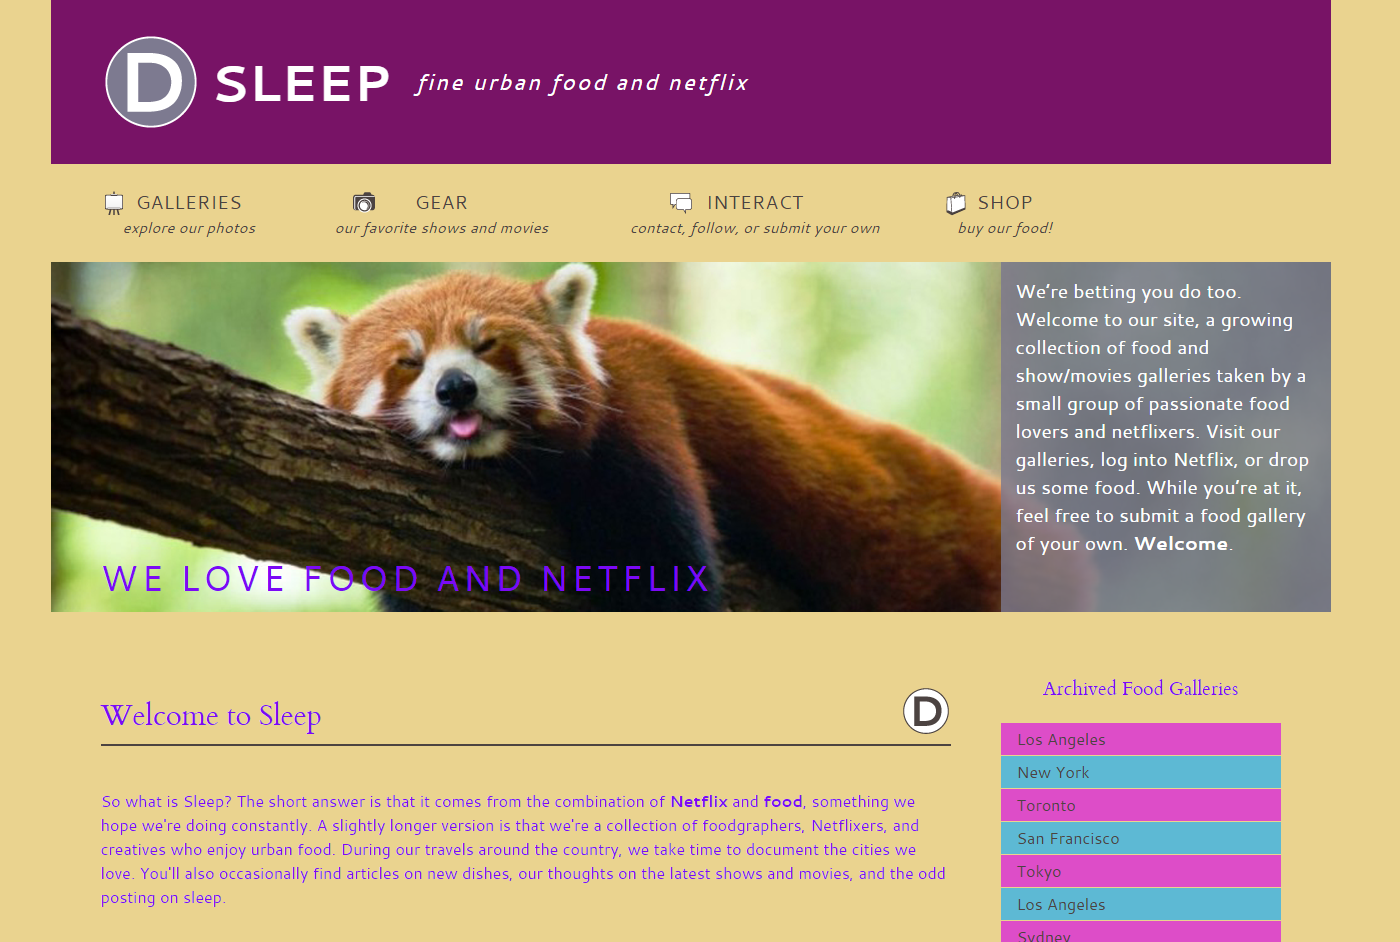 D SLEEP fine urban food and netflix
GALLERIES
explore our photos
GEAR
our favorite shows and movies
INTERACT
contact, follow, or submit your own
SHOP
buy our food!
WE LOVE FOOD AND NETFLIX
We're betting you do too.
Welcome to our site, a growing
collection of food and
show/movies galleries taken by a
small group of passionate food
lovers and netflixers. Visit our
galleries, log into Netflix, or drop
us some food. While you're at it,
feel free to submit a food gallery
of your own. Welcome.
Welcome to Sleep
D
So what is Sleep? The short answer is that it comes from the combination of Netflix and food, something we
hope we're doing constantly. A slightly longer version is that we're a collection of foodgraphers, Netflixers, and
creatives who enjoy urban food. During our travels around the country, we take time to document the cities we
love. You'll also occasionally find articles on new dishes, our thoughts on the latest shows and movies, and the odd
posting on sleep.
Archived Food Galleries
Los Angeles
New York
Toronto
San Francisco
Tokyo
Los Angeles
Sydney